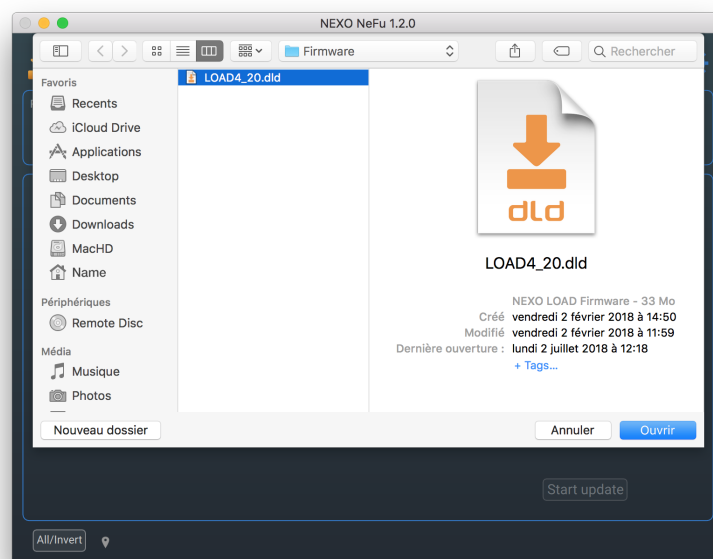 NEXO NeFu 1.2.0
Firmware
Rechercher
Favoris
LOAD4_20.dld
Recents
iCloud Drive
Applications
Desktop
Documents
Downloads
MacHD
Name
Périphériques
Remote Disc
Média
Musique
Photos
dld
LOAD4_20.dld
NEXO LOAD Firmware - 33 Mo
Créé vendredi 2 février 2018 à 14:50
Modifié vendredi 2 février 2018 à 11:59
Dernière ouverture : lundi 2 juillet 2018 à 12:18
+ Tags...
Nouveau dossier
Annuler
Ouvrir
Start update
All/Invert